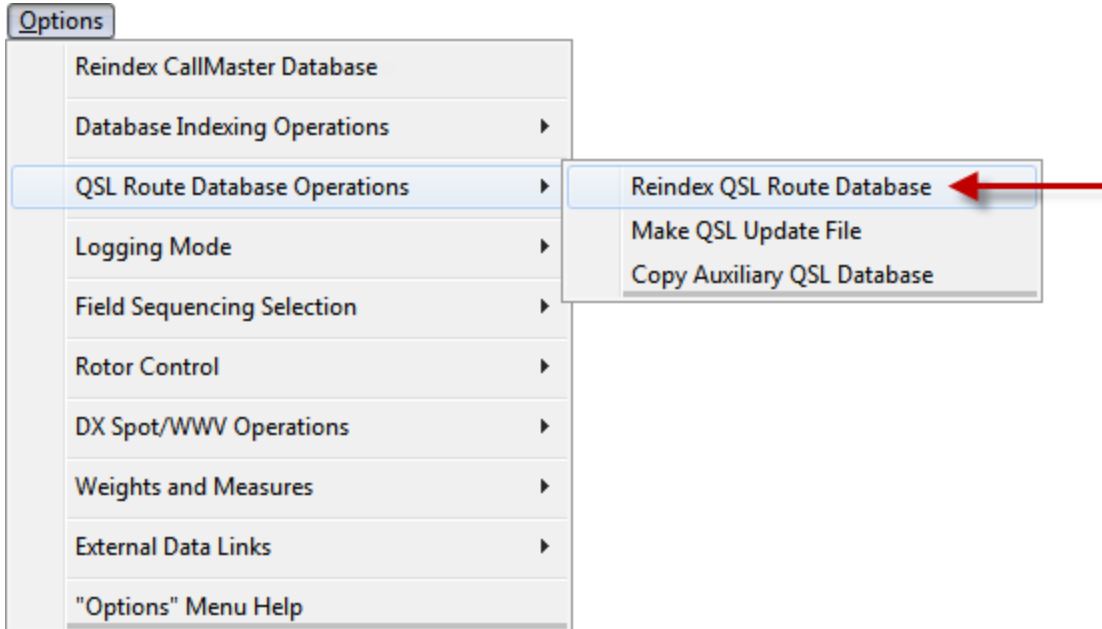 Options
Reindex CallMaster Database
Database Indexing Operations
QSL Route Database Operations
Reindex QSL Route Database
Make QSL Update File
Copy Auxiliary QSL Database
Logging Mode
Field Sequencing Selection
Rotor Control
DX Spot/WWV Operations
Weights and Measures
External Data Links
"Options" Menu Help